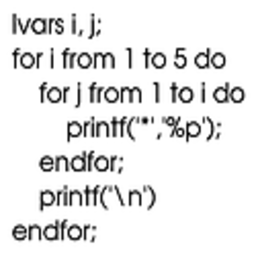 lvars i, j;
for i from 1 to 5 do
for j from 1 to i do
printf('*','%p');
endfor;
printf('\n')
endfor;